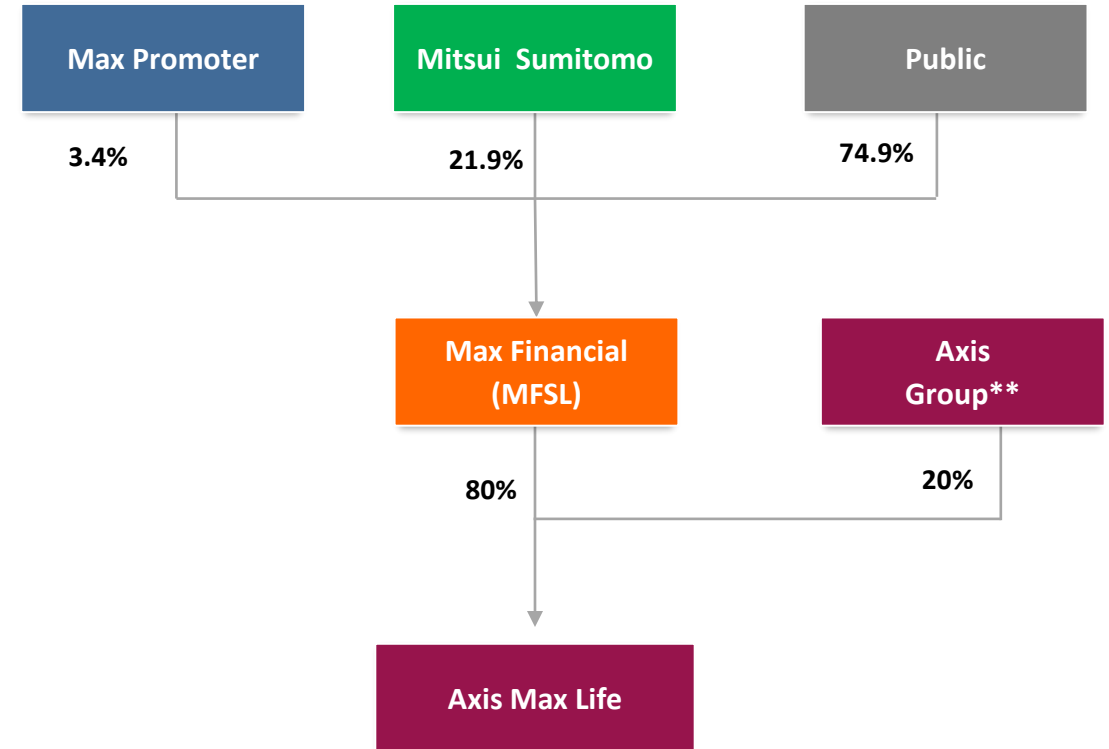 Max Promoter
Mitsui Sumitomo
Public
3.4%
21.9%
74.9%
Max Financial
(MFSL)
Axis
Group**
80%
20%
Axis Max Life